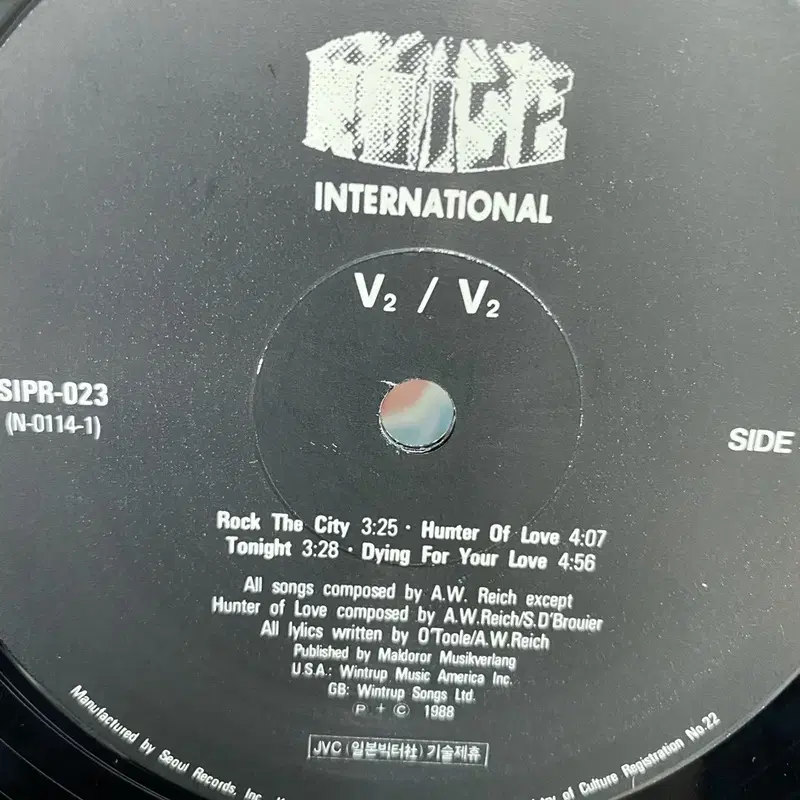 INTERNATIONAL
V₂ / V₂
SIPR-023
(N-0114-1)
SIDE
Rock The City 3:25 · Hunter Of Love 4:07
Tonight 3:28 · Dying For Your Love 4:56
All songs composed by A.W. Reich except
Hunter of Love composed by A.W.Reich/S.D'Brouier
All lylics written by O'Toole/A.W.Reich
Published by Maldoror Musikverlang
U.S.A.: Wintrup Music America Inc.
GB: Wintrup Songs Ltd.
Ⓟ + © 1988
JVC (일본빅터社) 기술제휴
Manufactured by Seoul Records, Inc
of Culture Registration No.22